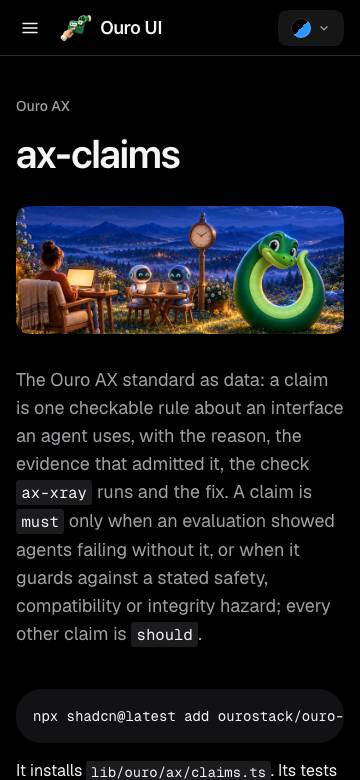 Ouro UI
Ouro AX
ax-claims
The Ouro AX standard as data: a claim
is one checkable rule about an interface
an agent uses, with the reason, the
evidence that admitted it, the check
ax-xray runs and the fix. A claim is
must only when an evaluation showed
agents failing without it, or when it
guards against a stated safety,
compatibility or integrity hazard; every
other claim is should.
npx shadcn@latest add ourostack/ouro-
It installs lib/ouro/ax/claims.ts. Its tests